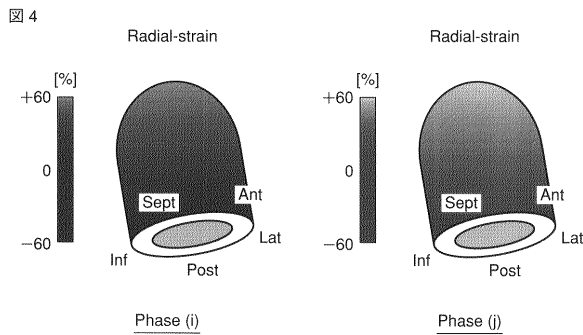 図 4
Radial-strain
[%]
+60
0
−60
Sept
Ant
Lat
Inf
Post
Phase (i)
Radial-strain
[%]
+60
0
−60
Sept
Ant
Lat
Inf
Post
Phase (j)